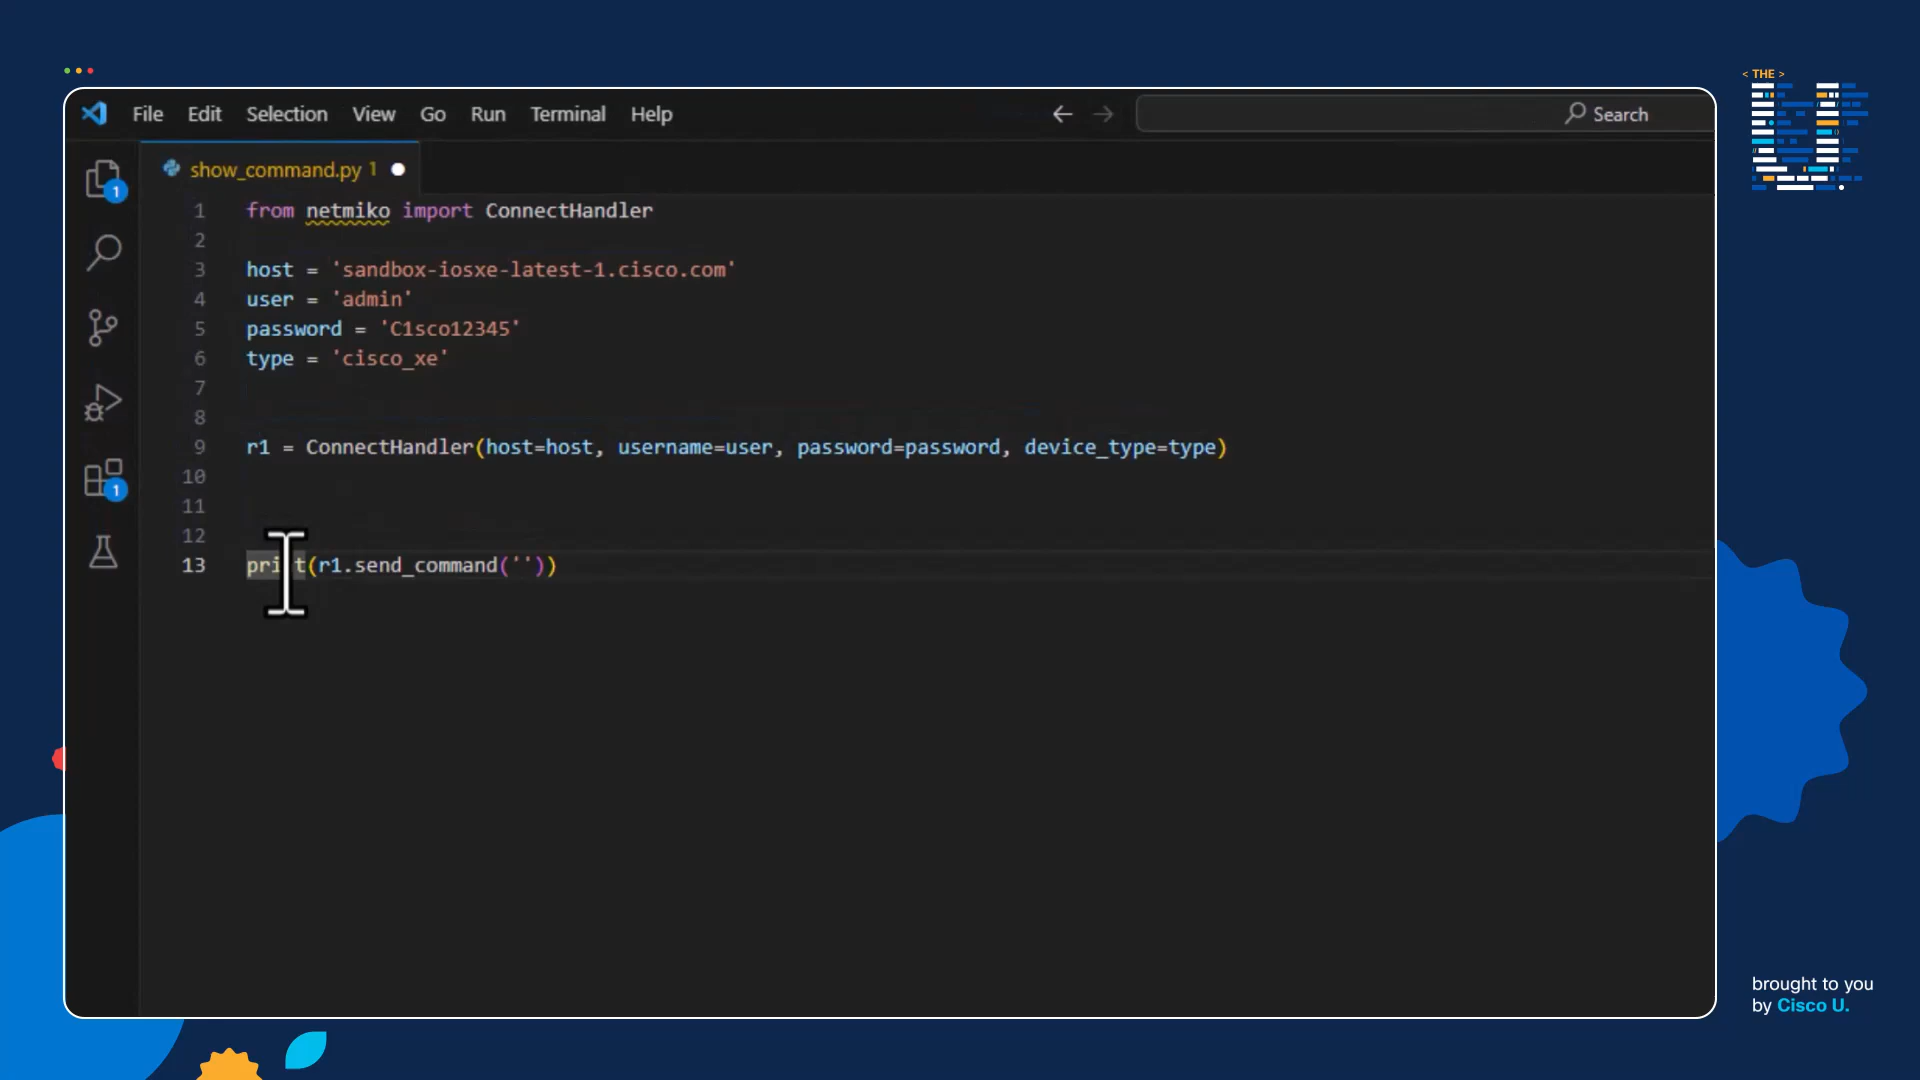 < THE >
File Edit Selection View Go Run Terminal Help Search
show_command.py 1
1
1 from netmiko import ConnectHandler
2
3 host = 'sandbox-iosxe-latest-1.cisco.com'
4 user = 'admin'
5 password = 'C1sco12345'
6 type = 'cisco_xe'
7
8
9 r1 = ConnectHandler(host=host, username=user, password=password, device_type=type)
10
1
11
12
13 print(r1.send_command(''))
brought to you
by Cisco U.